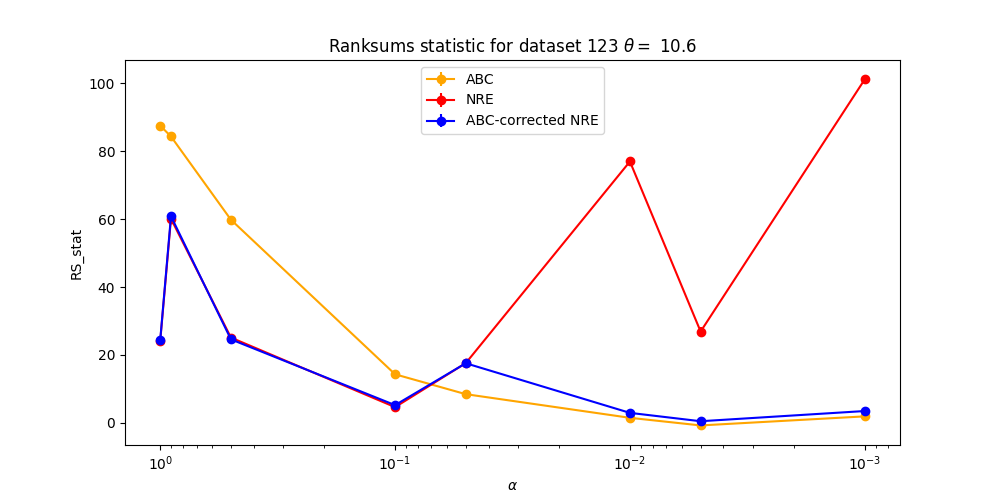 Ranksums statistic for dataset 123 θ = 10.6
ABC
NRE
ABC-corrected NRE
RS_stat
100
80
60
40
20
0
10⁰
10⁻¹
10⁻²
10⁻³
α